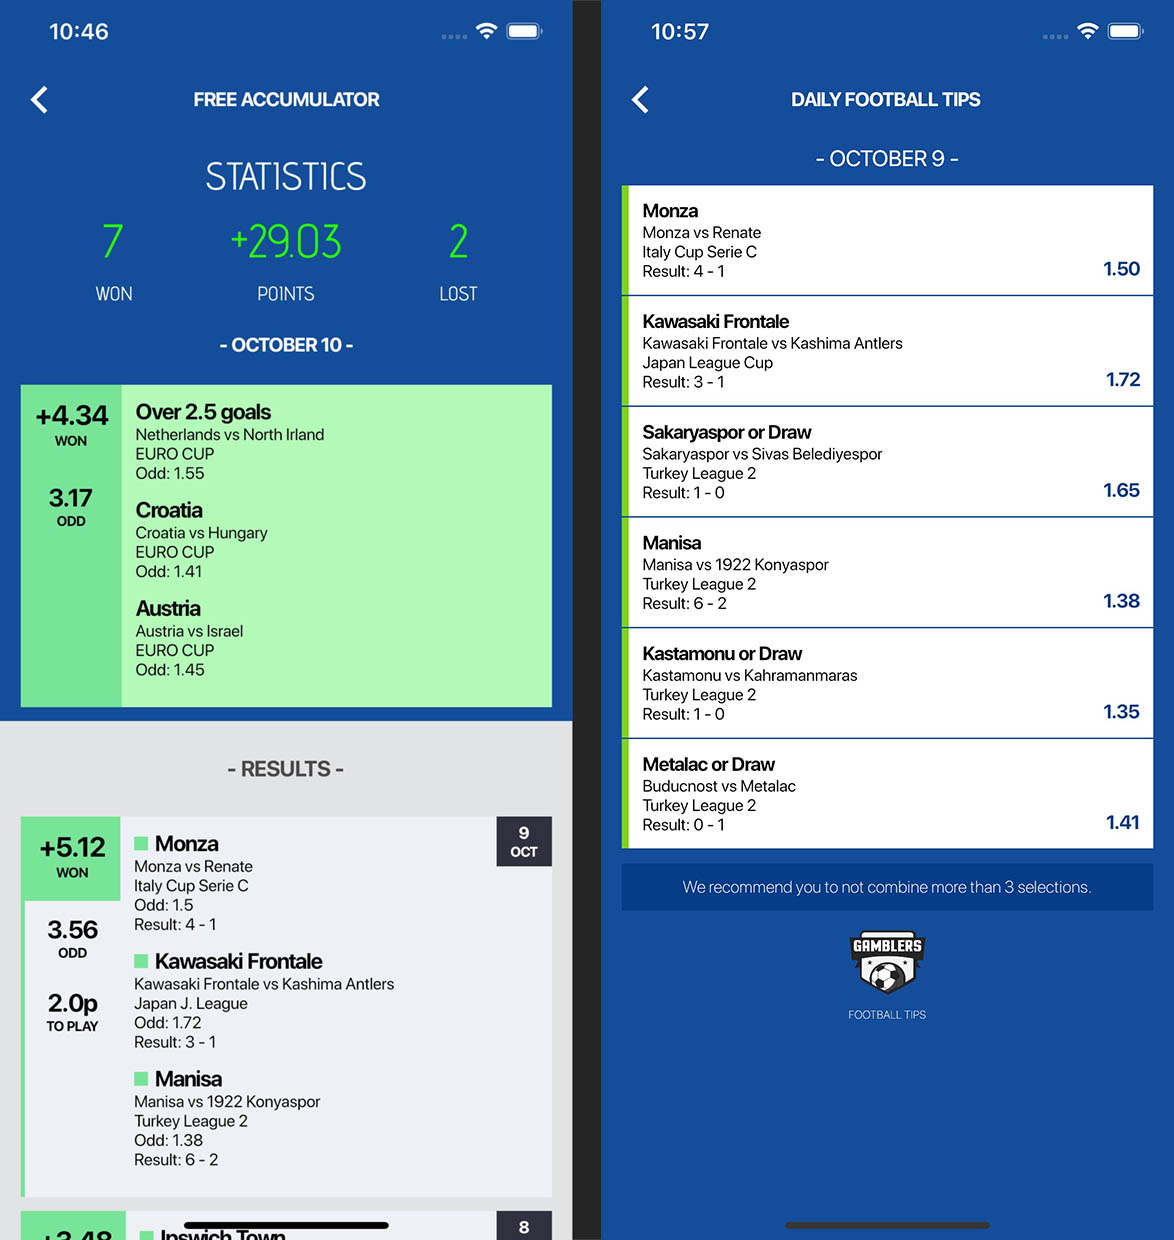 10:46
FREE ACCUMULATOR
STATISTICS
7 +29.03 2
WON POINTS LOST
- OCTOBER 10 -
+4.34
WON
3.17
ODD
Over 2.5 goals
Netherlands vs North Irland
EURO CUP
Odd: 1.55
Croatia
Croatia vs Hungary
EURO CUP
Odd: 1.41
Austria
Austria vs Israel
EURO CUP
Odd: 1.45
- RESULTS -
+5.12
WON
3.56
ODD
2.0p
TO PLAY
Monza
Monza vs Renate
Italy Cup Serie C
Odd: 1.5
Result: 4 - 1
9
OCT
Kawasaki Frontale
Kawasaki Frontale vs Kashima Antlers
Japan J. League
Odd: 1.72
Result: 3 - 1
Manisa
Manisa vs 1922 Konyaspor
Turkey League 2
Odd: 1.38
Result: 6 - 2
+3.48
Ipswich Town
8
10:57
DAILY FOOTBALL TIPS
- OCTOBER 9 -
Monza
Monza vs Renate
Italy Cup Serie C
Result: 4 - 1
1.50
Kawasaki Frontale
Kawasaki Frontale vs Kashima Antlers
Japan League Cup
Result: 3 - 1
1.72
Sakaryaspor or Draw
Sakaryaspor vs Sivas Belediyespor
Turkey League 2
Result: 1 - 0
1.65
Manisa
Manisa vs 1922 Konyaspor
Turkey League 2
Result: 6 - 2
1.38
Kastamonu or Draw
Kastamonu vs Kahramanmaras
Turkey League 2
Result: 1 - 0
1.35
Metalac or Draw
Buducnost vs Metalac
Turkey League 2
Result: 0 - 1
1.41
We recommend you to not combine more than 3 selections.
GAMBLERS
FOOTBALL TIPS